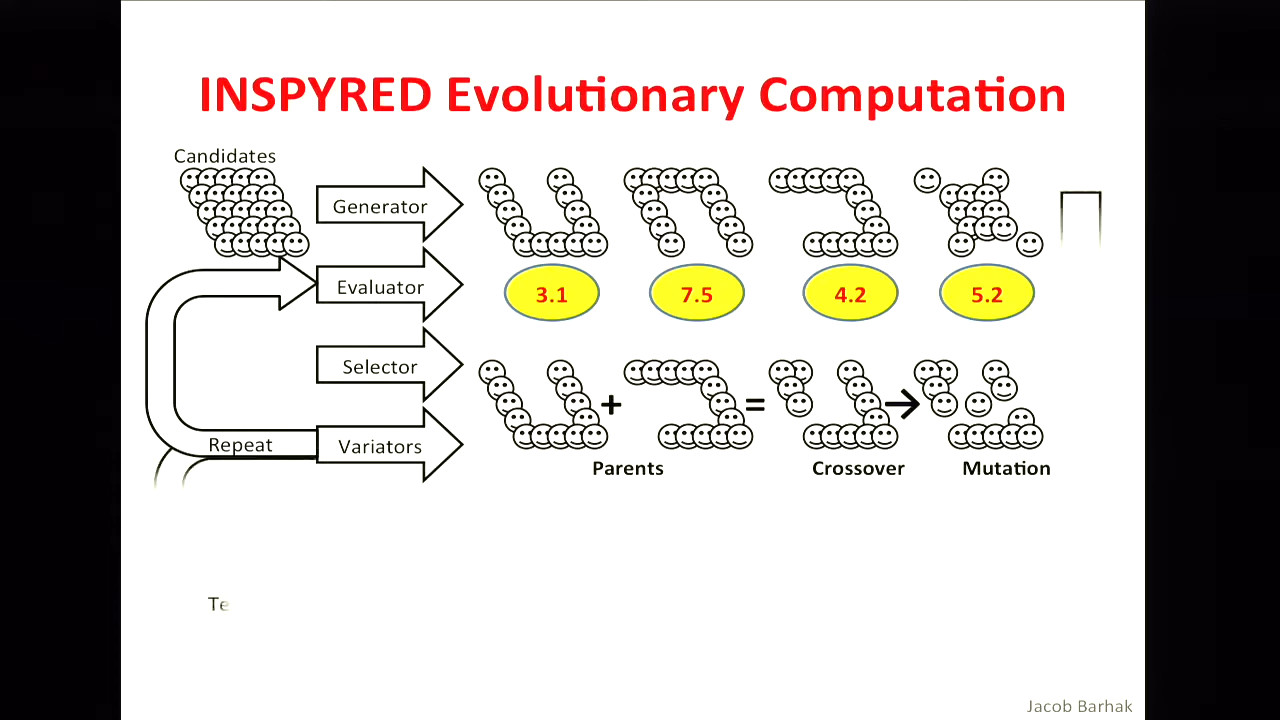 INSPYRED Evolutionary Computation
Candidates
Generator
Evaluator
3.1 7.5 4.2 5.2
Selector
+ = →
Repeat
Variators
Parents Crossover Mutation
Te
Jacob Barhak